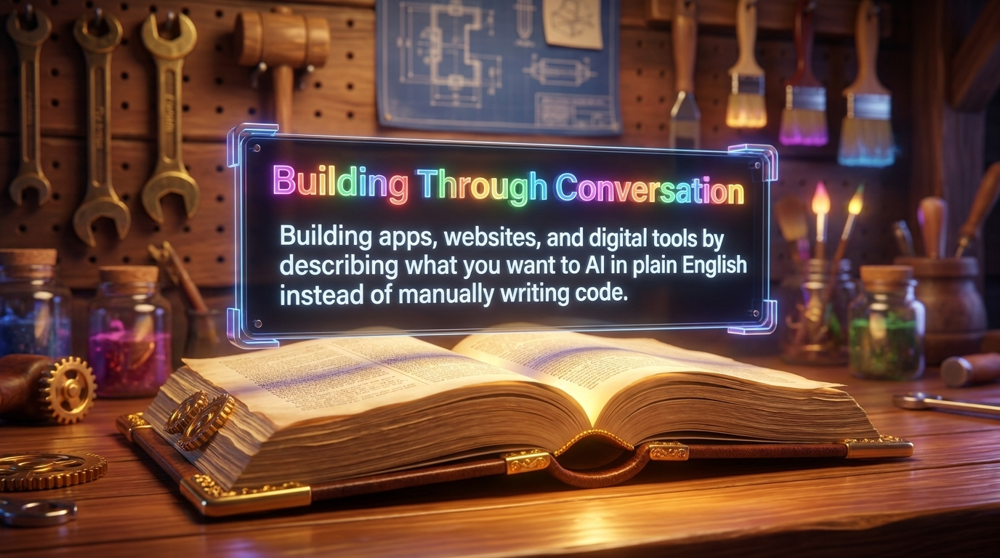 Building Through Conversation
Building apps, websites, and digital tools by
describing what you want to AI in plain English
instead of manually writing code.